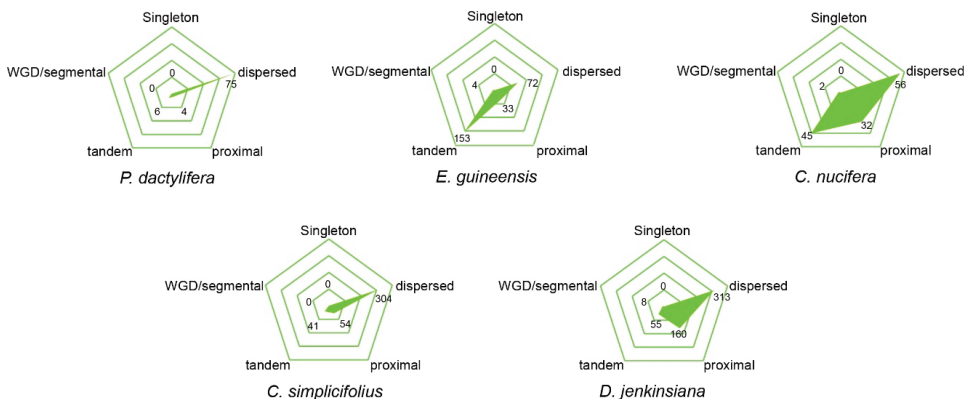 Singleton
WGD/segmental
dispersed
0
0
75
6
4
tandem
proximal
P. dactylifera
Singleton
WGD/segmental
dispersed
0
4
72
33
153
tandem
proximal
E. guineensis
Singleton
WGD/segmental
dispersed
0
2
56
32
45
tandem
proximal
C. nucifera
Singleton
WGD/segmental
dispersed
0
0
304
41
54
tandem
proximal
C. simplicifolius
Singleton
WGD/segmental
dispersed
0
8
313
55
160
tandem
proximal
D. jenkinsiana